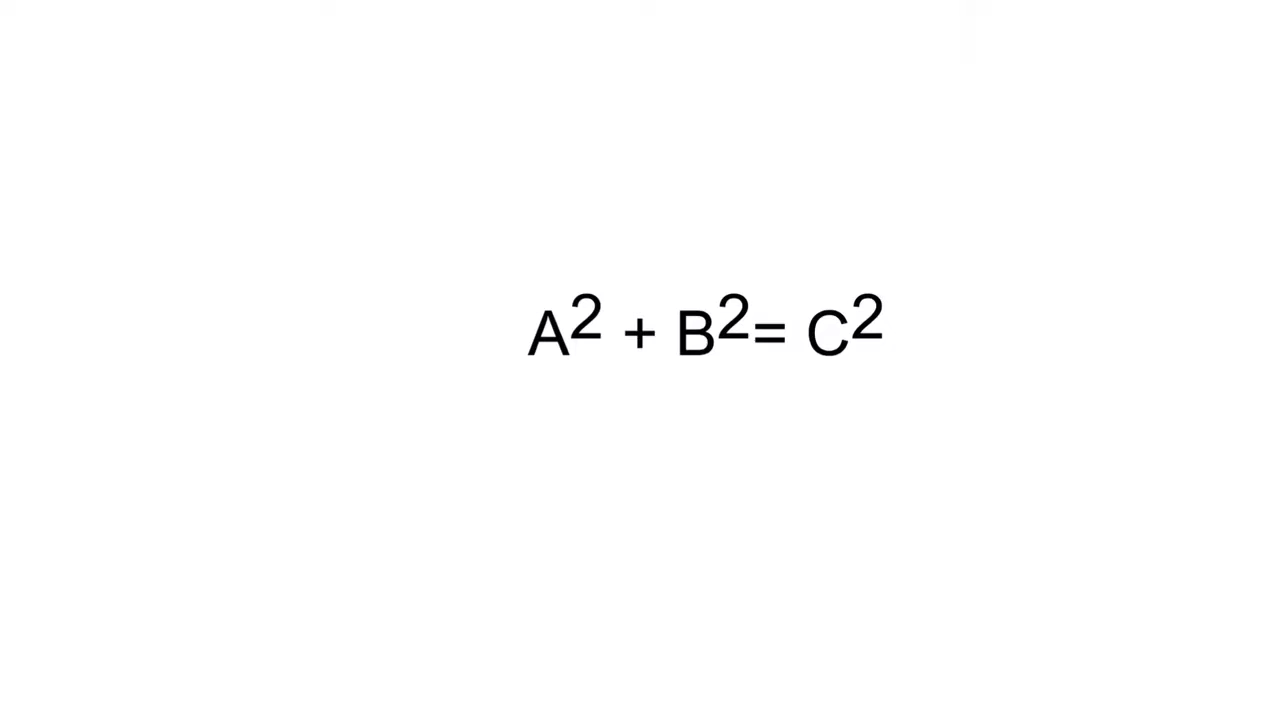 A² + B²= C²